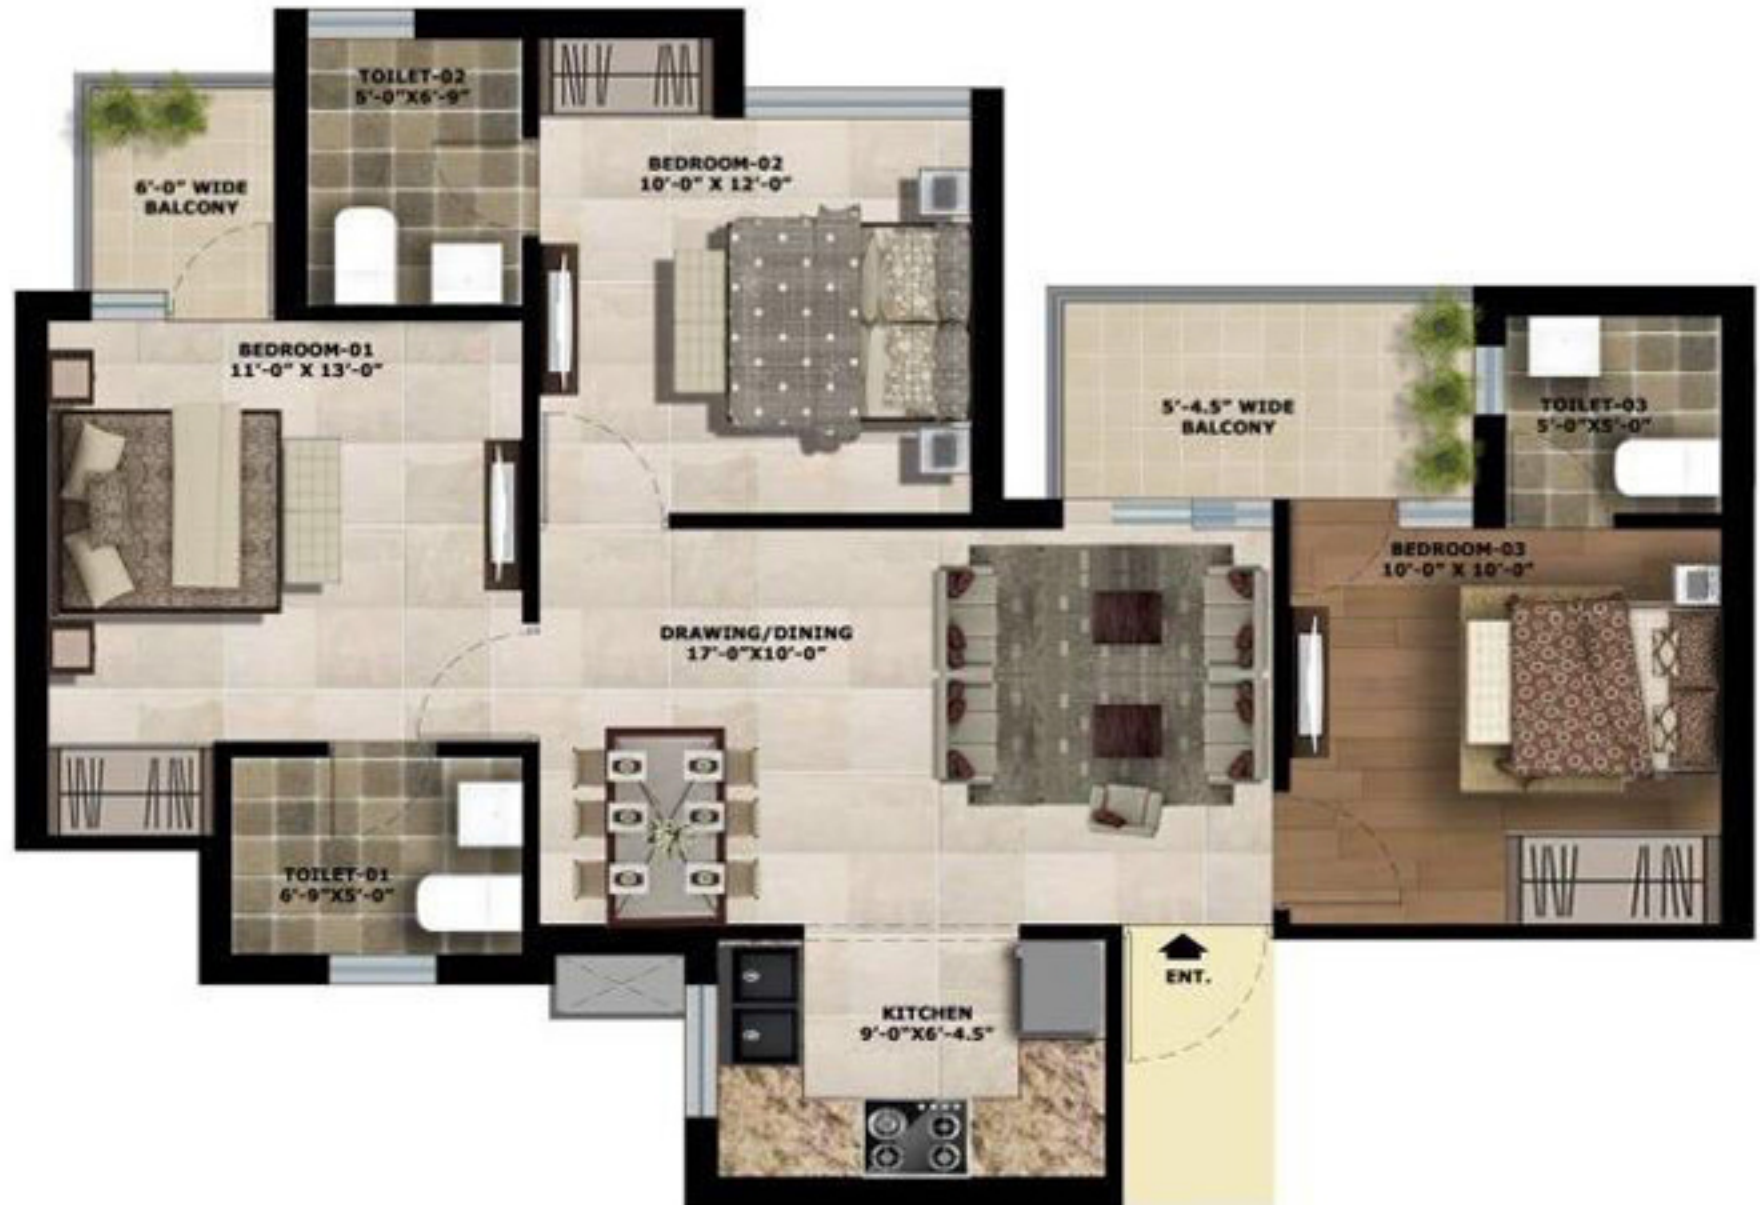 TOILET-02
5'-0"X6'-9"
6'-0" WIDE
BALCONY
BEDROOM-02
10'-0" X 12'-0"
BEDROOM-01
11'-0" X 13'-0"
5'-4.5" WIDE
BALCONY
TOILET-03
5'-0"X5'-0"
BEDROOM-03
10'-0" X 10'-0"
DRAWING/DINING
17'-0"X10'-0"
TOILET-01
6'-9"X5'-0"
ENT.
KITCHEN
9'-0"X6'-4.5"